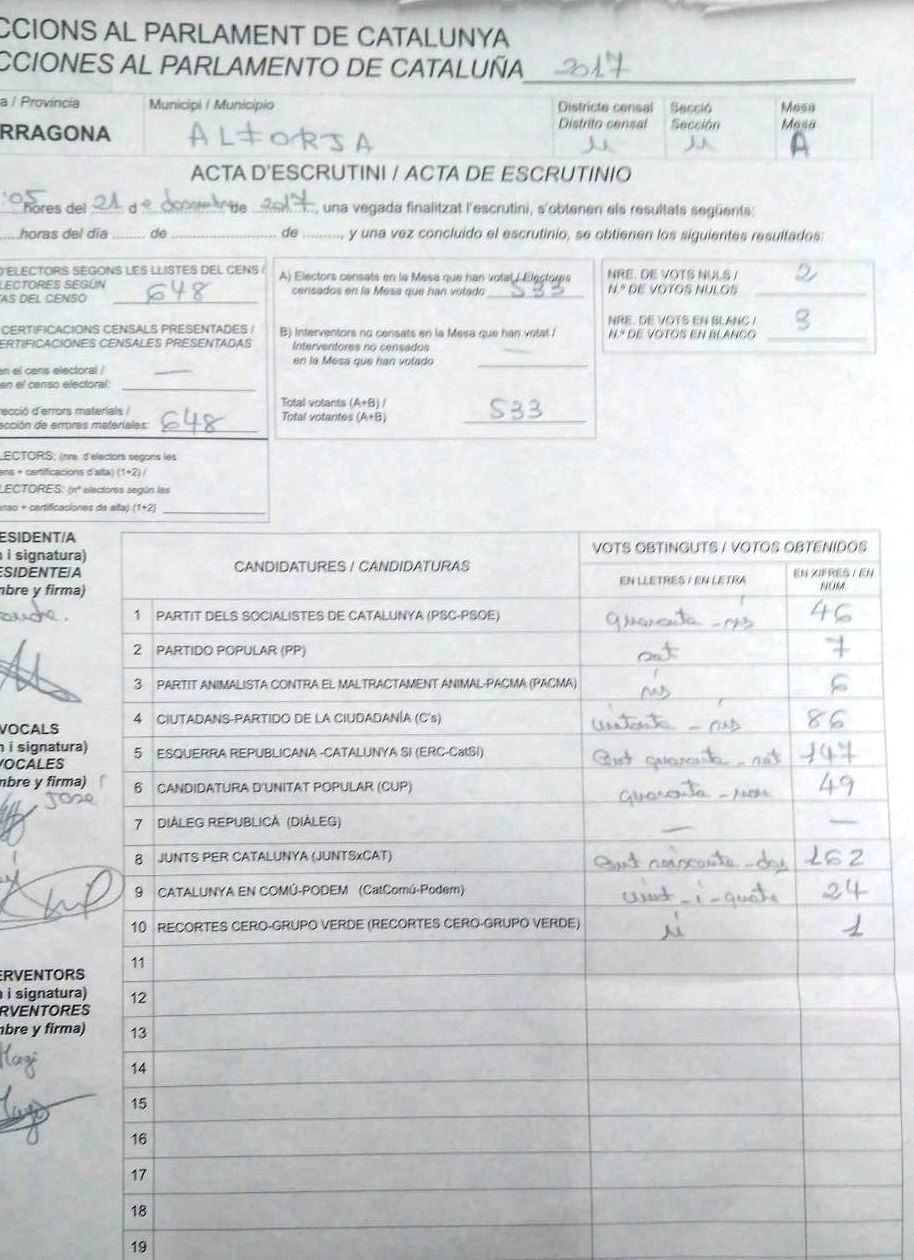 CCIONS AL PARLAMENT DE CATALUNYA
CCIONES AL PARLAMENTO DE CATALUÑA 2017
a / Provincia
RRAGONA
Municipi / Municipio
ALFORJA
Districte censal
Distrito censal
u
Secció
Sección
u
Mesa
Mesa
A
ACTA D'ESCRUTINI / ACTA DE ESCRUTINIO
'05 hores del 21 de desembre de 2017, una vegada finalitzat l'escrutini, s'obtenen els resultats següents:
horas del día ........ de ........................ de ........, y una vez concluido el escrutinio, se obtienen los siguientes resultados:
D'ELECTORS SEGONS LES LLISTES DEL CENS /
LECTORES SEGÚN
TAS DEL CENSO 648
CERTIFICACIONS CENSALS PRESENTADES /
ERTIFICACIONES CENSALES PRESENTADAS
en el cens electoral / —
en el censo electoral:
recció d'errors materials /
cción de errores materiales: 648
LECTORS: (nre. d'electors segons les
ens + certificacions d'alta) (1+2) /
LECTORES: (nº electores según las
enso + certificaciones de alta) (1+2)
A) Electors censats en la Mesa que han votat / Electores
censados en la Mesa que han votado 533
B) Interventors no censats en la Mesa que han votat /
Interventores no censados
en la Mesa que han votado —
Total votants (A+B) /
Total votantes (A+B) 533
NRE. DE VOTS NULS /
N.º DE VOTOS NULOS 2
NRE. DE VOTS EN BLANC /
N.º DE VOTOS EN BLANCO 3
ESIDENT/A
n i signatura)
ESIDENTE/A
mbre y firma)
VOCALS
n i signatura)
VOCALES
mbre y firma)
Jose
ERVENTORS
n i signatura)
ERVENTORES
mbre y firma)
Magi
CANDIDATURES / CANDIDATURAS
VOTS OBTINGUTS / VOTOS OBTENIDOS
EN LLETRES / EN LETRA
EN XIFRES / EN NÚM.
1 PARTIT DELS SOCIALISTES DE CATALUNYA (PSC-PSOE) quaranta-sis 46
2 PARTIDO POPULAR (PP) set 7
3 PARTIT ANIMALISTA CONTRA EL MALTRACTAMENT ANIMAL-PACMA (PACMA) sis 6
4 CIUTADANS-PARTIDO DE LA CIUDADANÍA (C's) vuitanta-sis 86
5 ESQUERRA REPUBLICANA -CATALUNYA SI (ERC-CatSí) Cent quaranta-set 147
6 CANDIDATURA D'UNITAT POPULAR (CUP) quaranta-nou 49
7 DIÀLEG REPUBLICÀ (DIÀLEG) — —
8 JUNTS PER CATALUNYA (JUNTSxCAT) Cent seixanta-dos 162
9 CATALUNYA EN COMÚ-PODEM (CatComú-Podem) vint-i-quatre 24
10 RECORTES CERO-GRUPO VERDE (RECORTES CERO-GRUPO VERDE) u 1
11
12
13
14
15
16
17
18
19